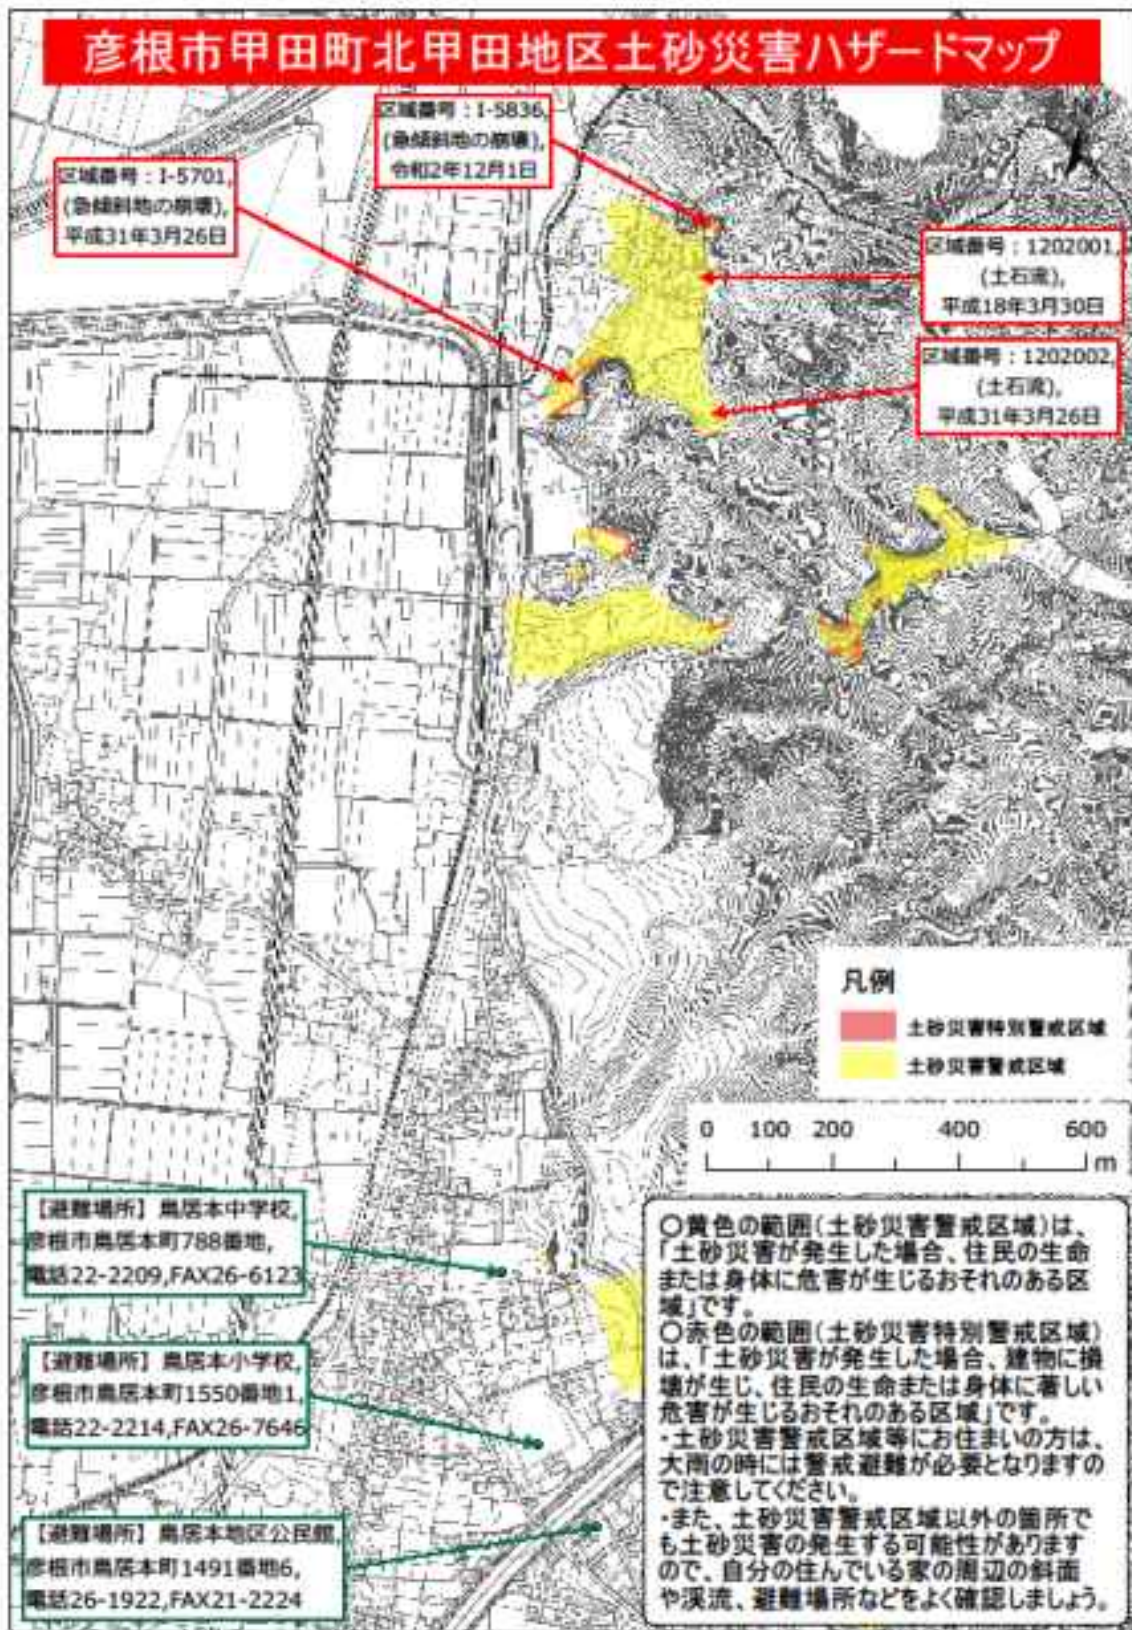 彦根市甲田町北甲田地区土砂災害ハザードマップ
区域番号：I-5836,
(急傾斜地の崩壊),
令和2年12月1日
区域番号：I-5701,
(急傾斜地の崩壊),
平成31年3月26日
区域番号：1202001,
(土石流),
平成18年3月30日
区域番号：1202002,
(土石流),
平成31年3月26日
凡例
土砂災害特別警戒区域
土砂災害警戒区域
0 100 200 400 600
m
【避難場所】鳥居本中学校,
彦根市鳥居本町788番地,
電話22-2209,FAX26-6123
【避難場所】鳥居本小学校,
彦根市鳥居本町1550番地1,
電話22-2214,FAX26-7646
【避難場所】鳥居本地区公民館,
彦根市鳥居本町1491番地6,
電話26-1922,FAX21-2224
○黄色の範囲(土砂災害警戒区域)は、
「土砂災害が発生した場合、住民の生命
または身体に危害が生じるおそれのある区
域」です。
○赤色の範囲(土砂災害特別警戒区域)
は、「土砂災害が発生した場合、建物に損
壊が生じ、住民の生命または身体に著しい
危害が生じるおそれのある区域」です。
・土砂災害警戒区域等にお住まいの方は、
大雨の時には警戒避難が必要となりますの
で注意してください。
・また、土砂災害警戒区域以外の箇所で
も土砂災害の発生する可能性があります
ので、自分の住んでいる家の周辺の斜面
や渓流、避難場所などをよく確認しましょう。